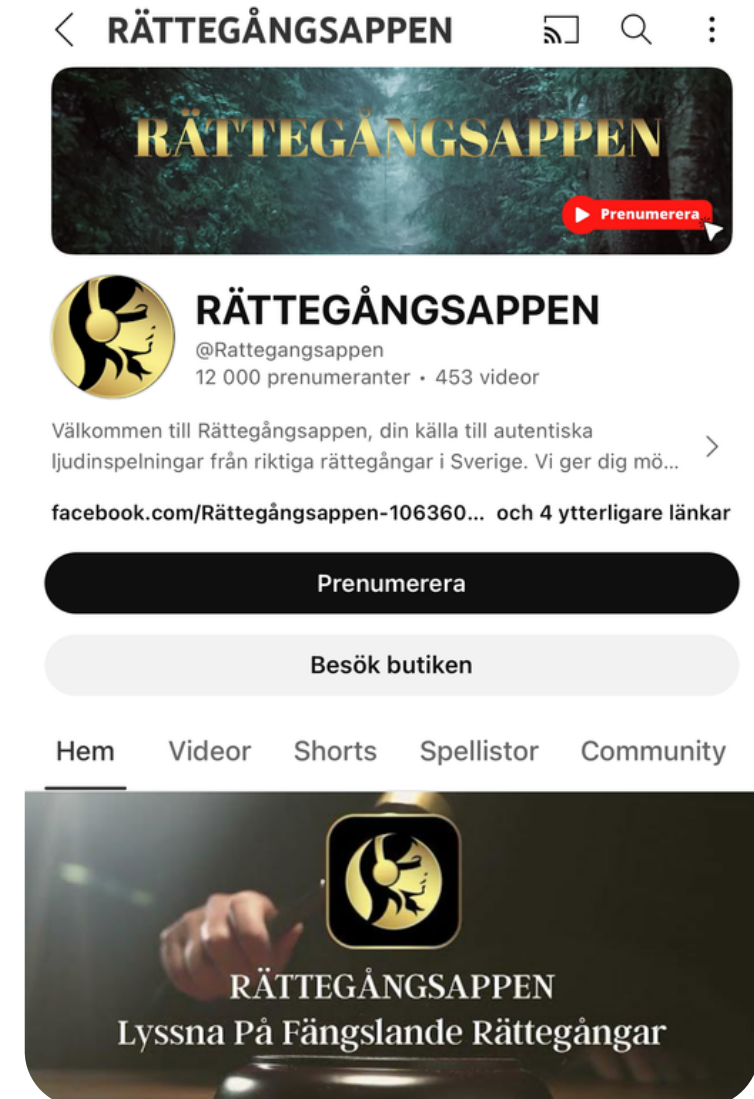 RÄTTEGÅNGSAPPEN
RÄTTEGÅNGSAPPEN
Prenumerera
RÄTTEGÅNGSAPPEN
@Rattegangsappen
12 000 prenumeranter • 453 videor
Välkommen till Rättegångsappen, din källa till autentiska
ljudinspelningar från riktiga rättegångar i Sverige. Vi ger dig mö...
facebook.com/Rättegångsappen-106360... och 4 ytterligare länkar
Prenumerera
Besök butiken
Hem Videor Shorts Spellistor Community
RÄTTEGÅNGSAPPEN
Lyssna På Fängslande Rättegångar